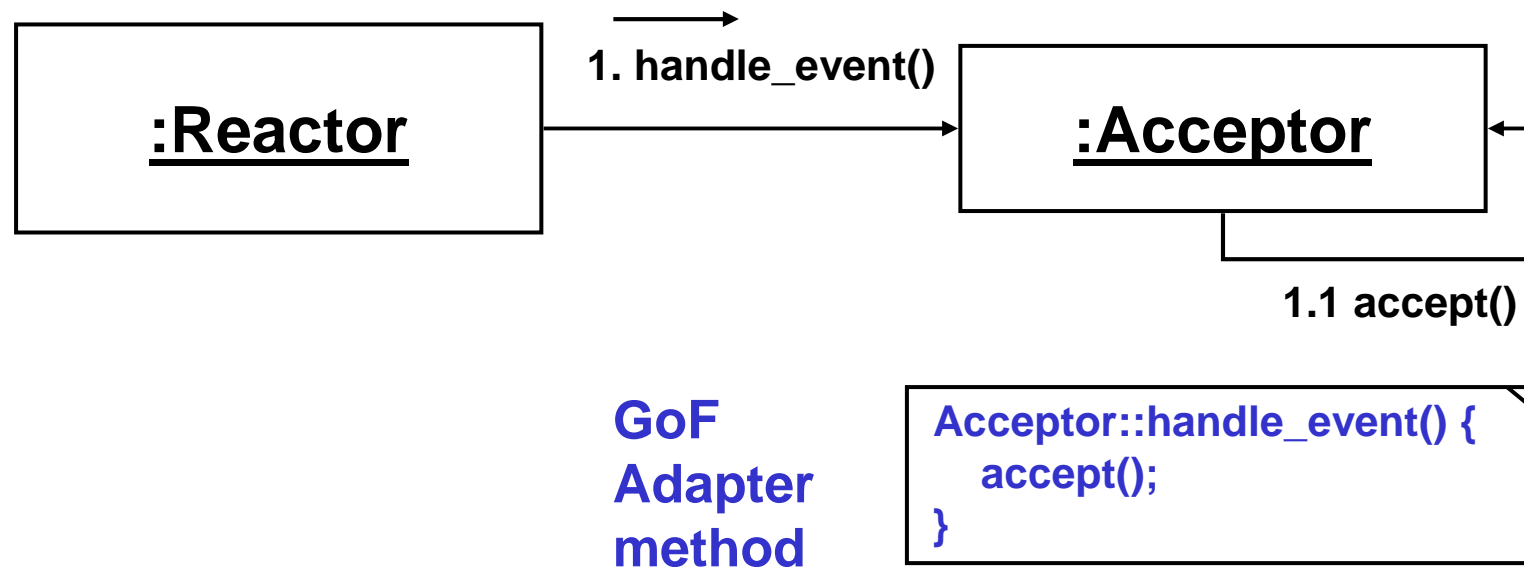 1. handle_event()
:Reactor
:Acceptor
1.1 accept()
GoF
Adapter
method
Acceptor::handle_event() {
accept();
}